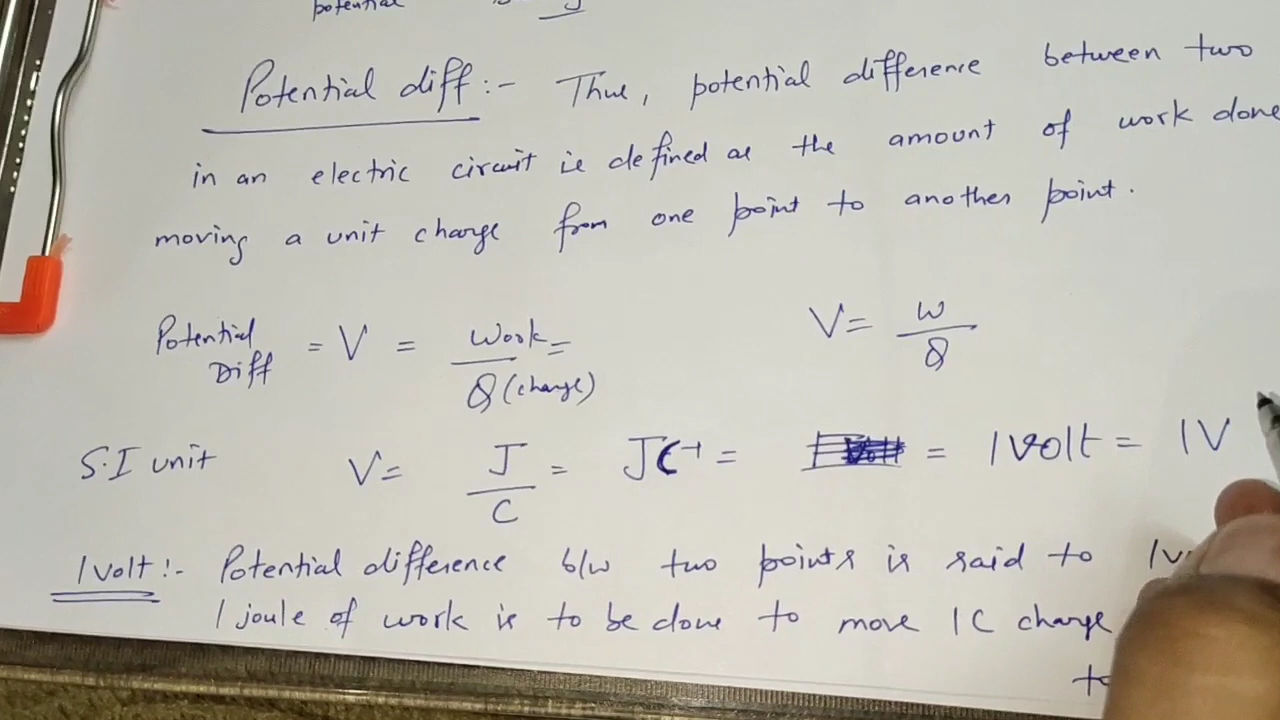 potential
Potential diff :- Thus, potential difference between two
in an electric circuit is defined as the amount of work done
moving a unit charge from one point to another point.
Potential Diff = V = Work = / Q (charge)    V = W / Q
S.I unit V = J / C = JC⁻¹ = = 1 volt = 1V
1 volt :- Potential difference b/w two points is said to
1 joule of work is to be done to move 1C charge